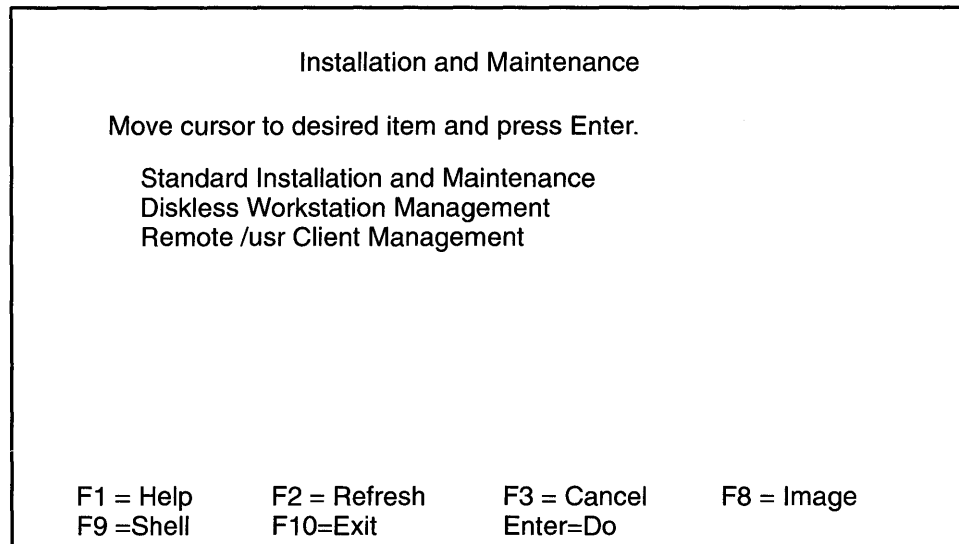 Installation and Maintenance
Move cursor to desired item and press Enter.
Standard Installation and Maintenance
Diskless Workstation Management
Remote /usr Client Management
F1 = Help F2 = Refresh F3 = Cancel F8 = Image
F9 =Shell F10=Exit Enter=Do